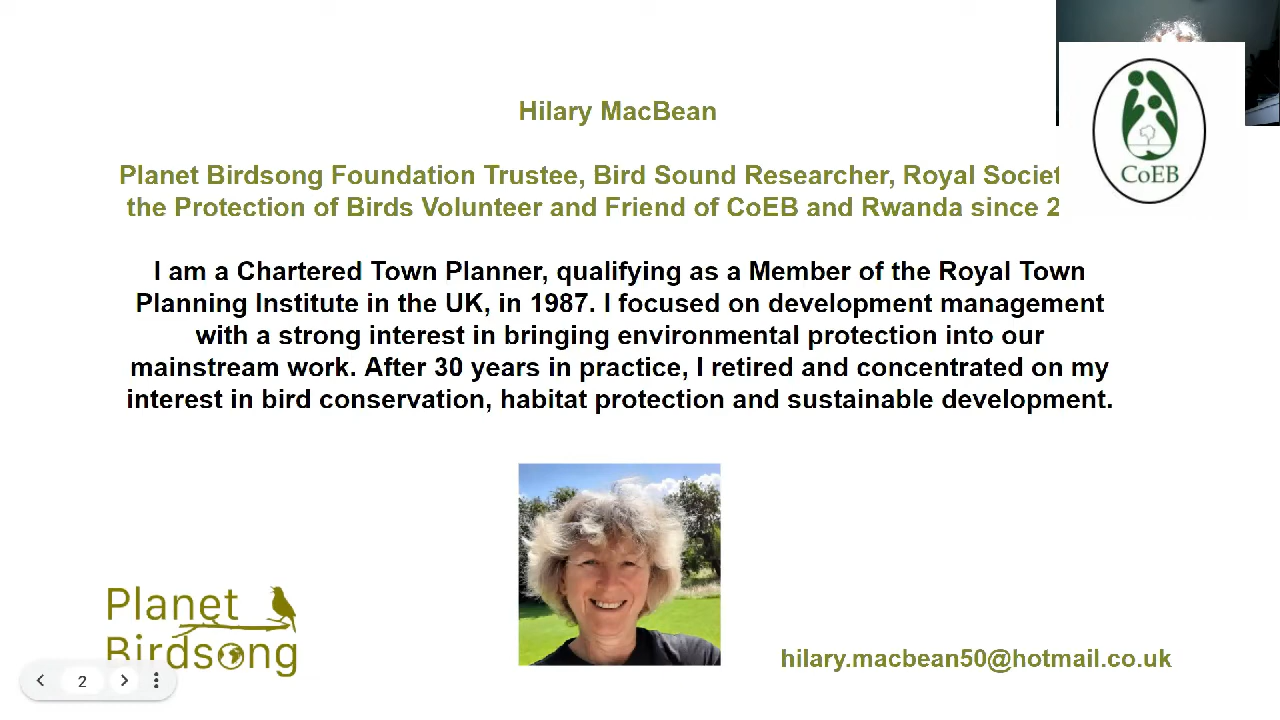 Hilary MacBean
Planet Birdsong Foundation Trustee, Bird Sound Researcher, Royal
the Protection of Birds Volunteer and Friend of CoEB and Rwanda since
I am a Chartered Town Planner, qualifying as a Member of the Royal Town
Planning Institute in the UK, in 1987. I focused on development management
with a strong interest in bringing environmental protection into our
mainstream work. After 30 years in practice, I retired and concentrated on my
interest in bird conservation, habitat protection and sustainable development.
CoEB
Planet
Birdsong
hilary.macbean50@hotmail.co.uk
2